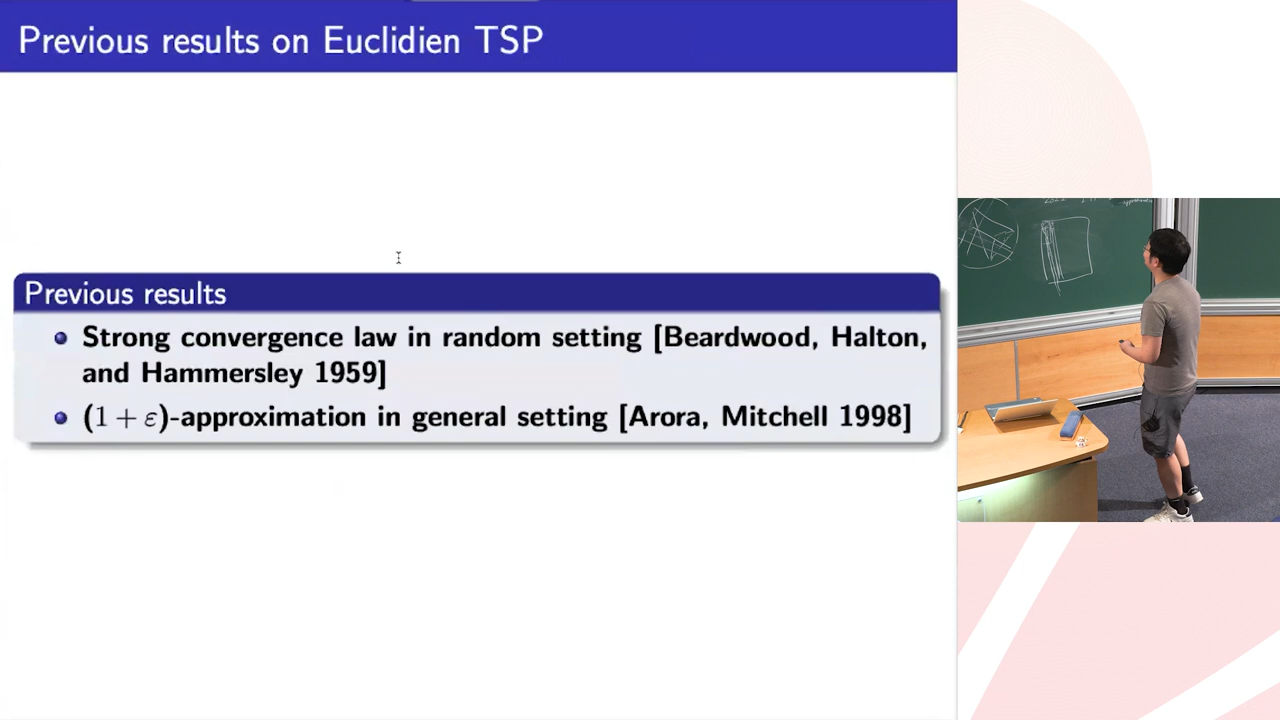 Previous results on Euclidien TSP
Previous results
Strong convergence law in random setting [Beardwood, Halton,
and Hammersley 1959]
(1 + ε)-approximation in general setting [Arora, Mitchell 1998]